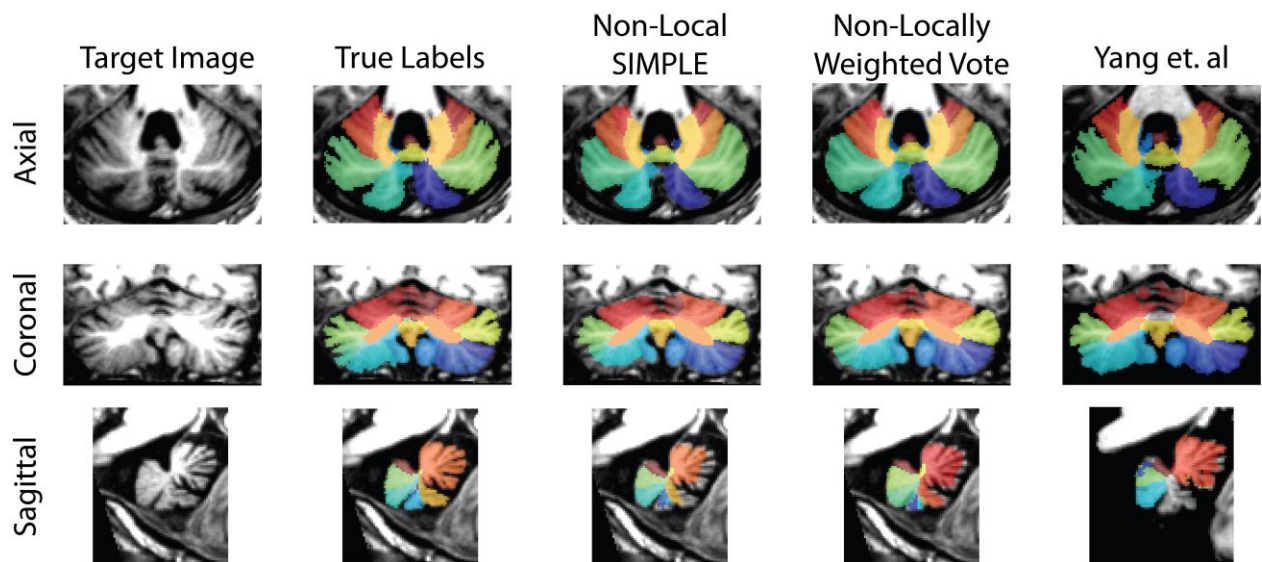 Target Image
True Labels
Non-Local
SIMPLE
Non-Locally
Weighted Vote
Yang et. al
Axial
Coronal
Sagittal